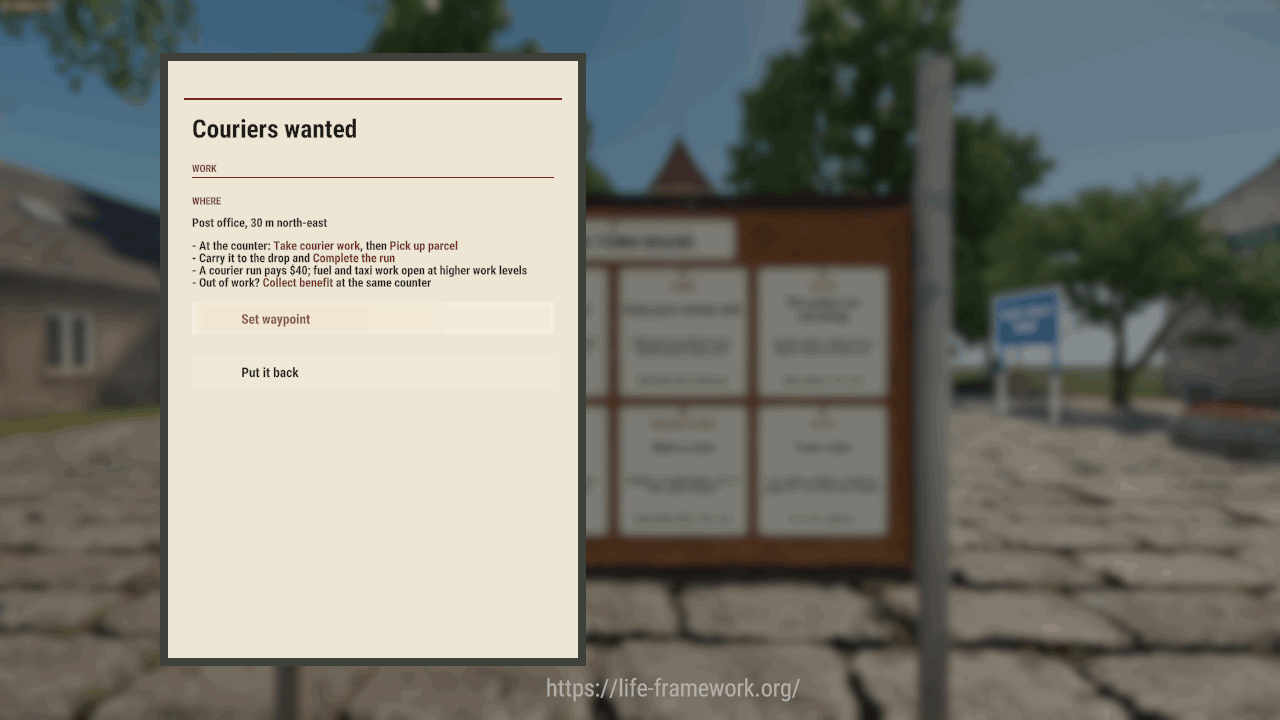 Couriers wanted
WORK
WHERE
Post office, 30 m north-east
- At the counter: Take courier work, then Pick up parcel
- Carry it to the drop and Complete the run
- A courier run pays $40; fuel and taxi work open at higher work levels
- Out of work? Collect benefit at the same counter
Set waypoint
Put it back
TOWN BOARD
https://life-framework.org/